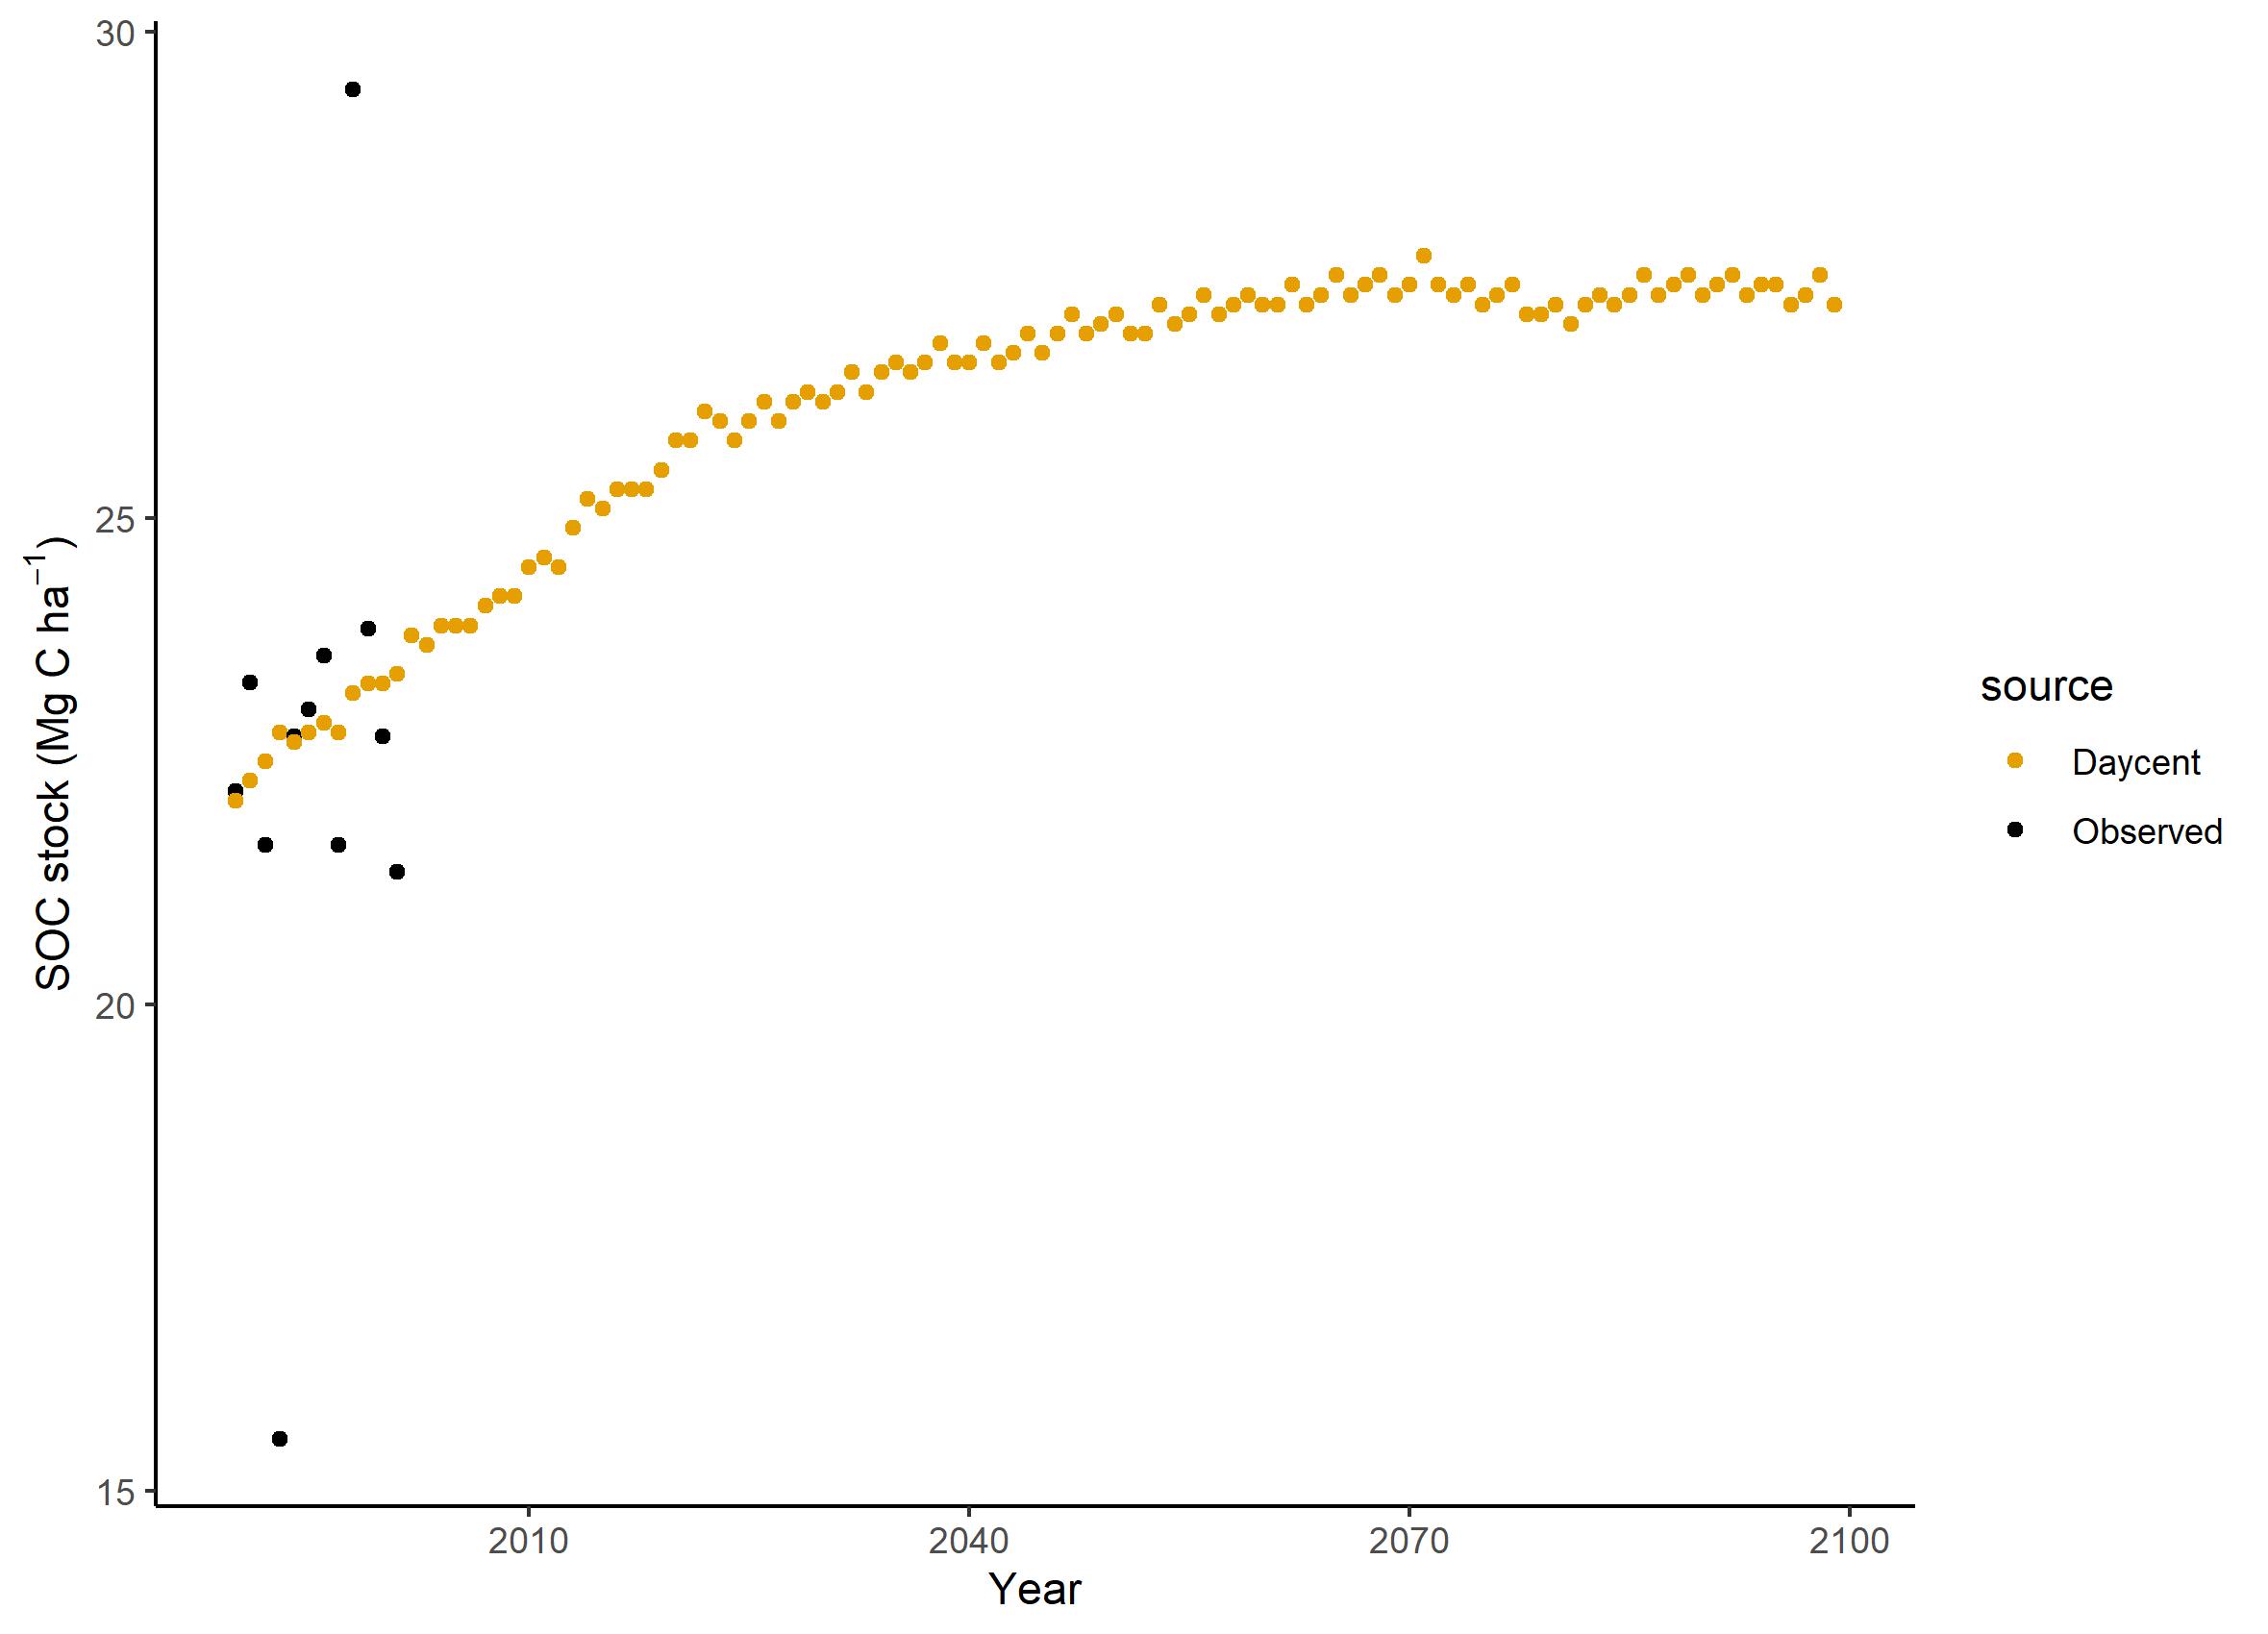 30
25
20
15
SOC stock (Mg C ha⁻¹)
2010 2040 2070 2100
Year
source
Daycent
Observed